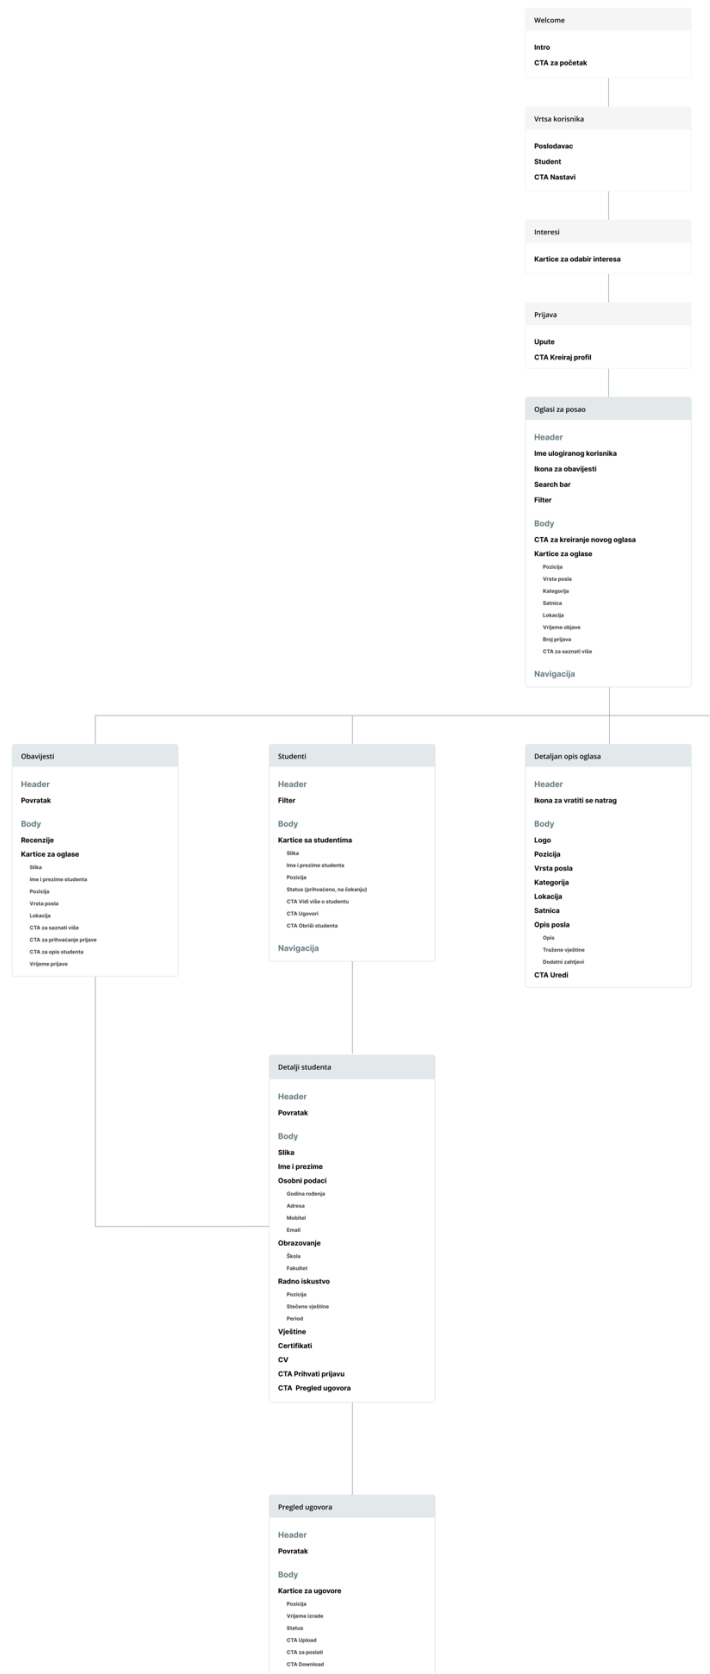 Welcome
Intro
CTA za početak
Vrtsa korisnika
Poslodavac
Student
CTA Nastavi
Interesi
Kartice za odabir interesa
Prijava
Upute
CTA Kreiraj profil
Oglasi za posao
Header
Ime ulogiranog korisnika
Ikona za obavijesti
Search bar
Filter
Body
CTA za kreiranje novog oglasa
Kartice za oglase
Pozicija
Vrsta posla
Kategorija
Satnica
Lokacija
Vrijeme objave
Broj prijava
CTA za saznati više
Navigacija
Obavijesti
Header
Povratak
Body
Recenzije
Kartice za oglase
Slika
Ime i prezime studenta
Pozicija
Vrsta posla
Lokacija
CTA za saznati više
CTA za prihvaćanje prijave
CTA za opis studenta
Vrijeme prijave
Studenti
Header
Filter
Body
Kartice sa studentima
Slika
Ime i prezime studenta
Pozicija
Status (prihvaćeno, na čekanju)
CTA Vidi više o studentu
CTA Ugovori
CTA Obriši studenta
Navigacija
Detaljan opis oglasa
Header
Ikona za vratiti se natrag
Body
Logo
Pozicija
Vrsta posla
Kategorija
Lokacija
Satnica
Opis posla
Opis
Tražene vještine
Dodatni zahtjevi
CTA Uredi
Detalji studenta
Header
Povratak
Body
Slika
Ime i prezime
Osobni podaci
Godina rođenja
Adresa
Mobitel
Email
Obrazovanje
Škola
Fakultet
Radno iskustvo
Pozicija
Stečene vještine
Period
Vještine
Certifikati
CV
CTA Prihvati prijavu
CTA Pregled ugovora
Pregled ugovora
Header
Povratak
Body
Kartice za ugovore
Pozicija
Vrijeme izrade
Status
CTA Upload
CTA za poslati
CTA Download